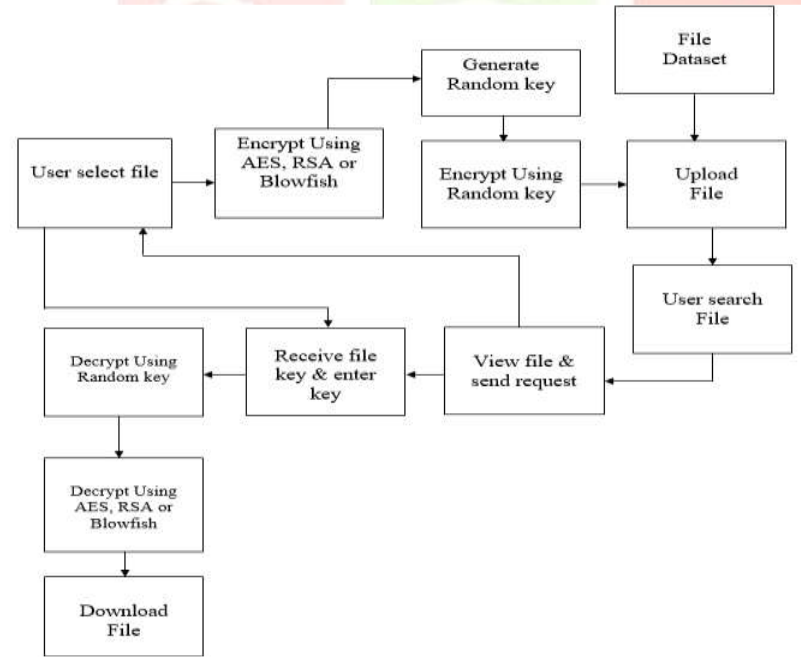 File
Dataset
Generate
Random key
User select file
Encrypt Using
AES, RSA or
Blowfish
Encrypt Using
Random key
Upload
File
User search
File
View file &
send request
Receive file
key & enter
key
Decrypt Using
Random key
Decrypt Using
AES, RSA or
Blowfish
Download
File